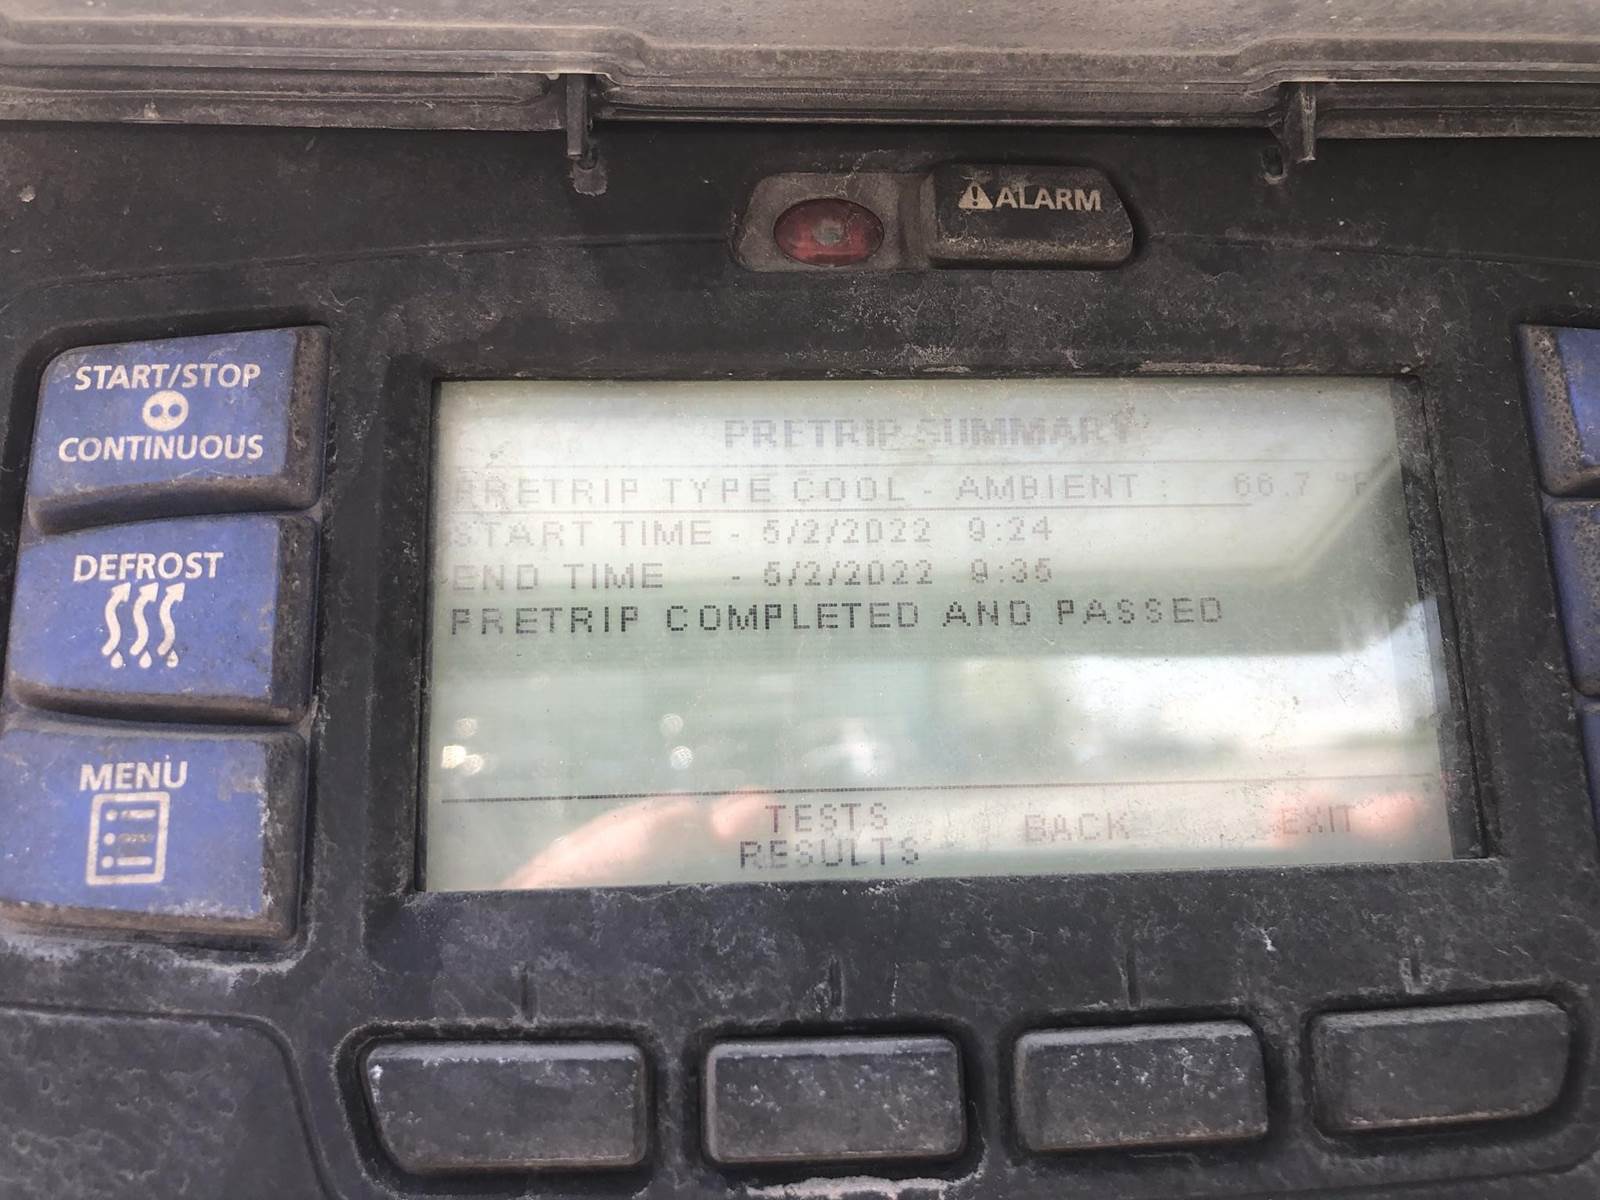 ALARM
START/STOP
CONTINUOUS
DEFROST
MENU
PRETRIP SUMMARY
PRETRIP TYPE COOL - AMBIENT : 66.7 °F
START TIME - 5/2/2022 9:24
END TIME - 5/2/2022 9:35
PRETRIP COMPLETED AND PASSED
TESTS
RESULTS
BACK
EXIT